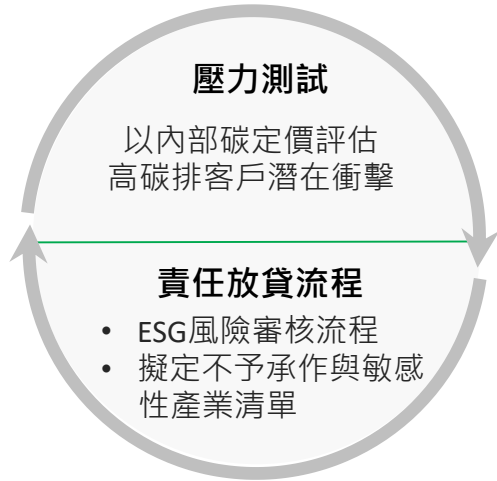 壓力測試
以內部碳定價評估
高碳排客戶潛在衝擊
責任放貸流程
• ESG風險審核流程
• 擬定不予承作與敏感
性產業清單